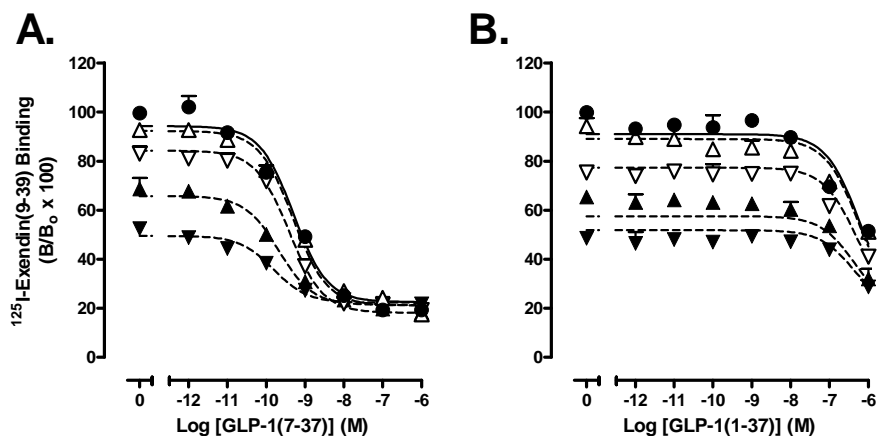 A.
B.
¹²⁵I-Exendin(9-39) Binding
(B/Bₒ x 100)
120
100
80
60
40
20
0
0 -12 -11 -10 -9 -8 -7 -6
Log [GLP-1(7-37)] (M)
120
100
80
60
40
20
0
0 -12 -11 -10 -9 -8 -7 -6
Log [GLP-1(1-37)] (M)